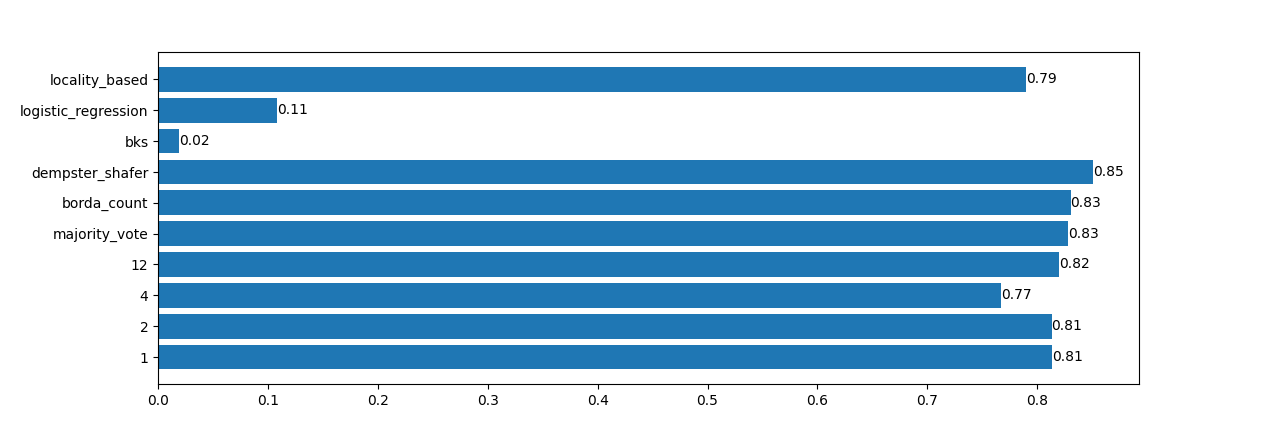 locality_based 0.79
logistic_regression 0.11
bks 0.02
dempster_shafer 0.85
borda_count 0.83
majority_vote 0.83
12 0.82
4 0.77
2 0.81
1 0.81
0.0 0.1 0.2 0.3 0.4 0.5 0.6 0.7 0.8